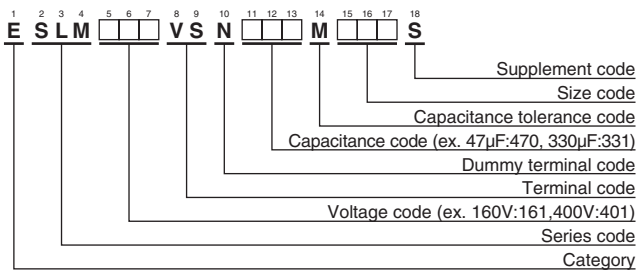 1 2 3 4 5 6 7 8 9 10 11 12 13 14 15 16 17 18
E SLM VS N M S
Supplement code
Size code
Capacitance tolerance code
Capacitance code (ex. 47µF:470, 330µF:331)
Dummy terminal code
Terminal code
Voltage code (ex. 160V:161,400V:401)
Series code
Category